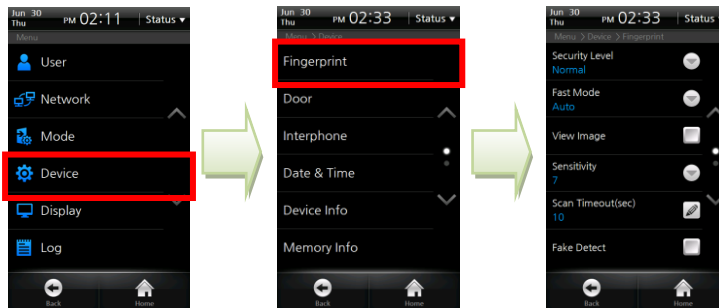 Jun 30
Thu
PM 02:11
Status ▼
Menu
User
Network
Mode
Device
Display
Log
Back
Home
Jun 30
Thu
PM 02:33
Status ▼
Menu > Device
Fingerprint
Door
Interphone
Date & Time
Device Info
Memory Info
Back
Home
Jun 30
Thu
PM 02:33
Status
Menu > Device > Fingerprint
Security Level
Normal
Fast Mode
Auto
View Image
Sensitivity
7
Scan Timeout(sec)
10
Fake Detect
Back
Home